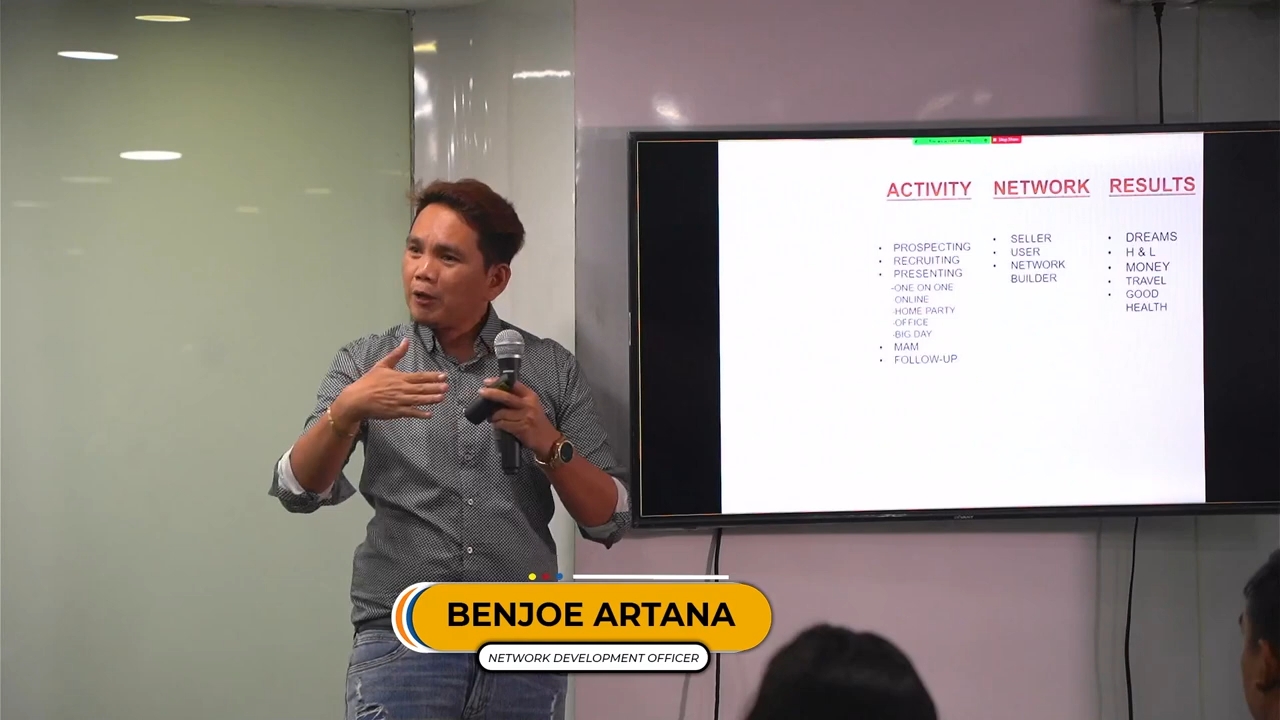 ACTIVITY
• PROSPECTING
• RECRUITING
• PRESENTING
-ONE ON ONE
ONLINE
-HOME PARTY
-OFFICE
-BIG DAY
• MAM
• FOLLOW-UP
NETWORK
• SELLER
• USER
• NETWORK
BUILDER
RESULTS
• DREAMS
• H & L
• MONEY
• TRAVEL
• GOOD
HEALTH
BENJOE ARTANA
NETWORK DEVELOPMENT OFFICER